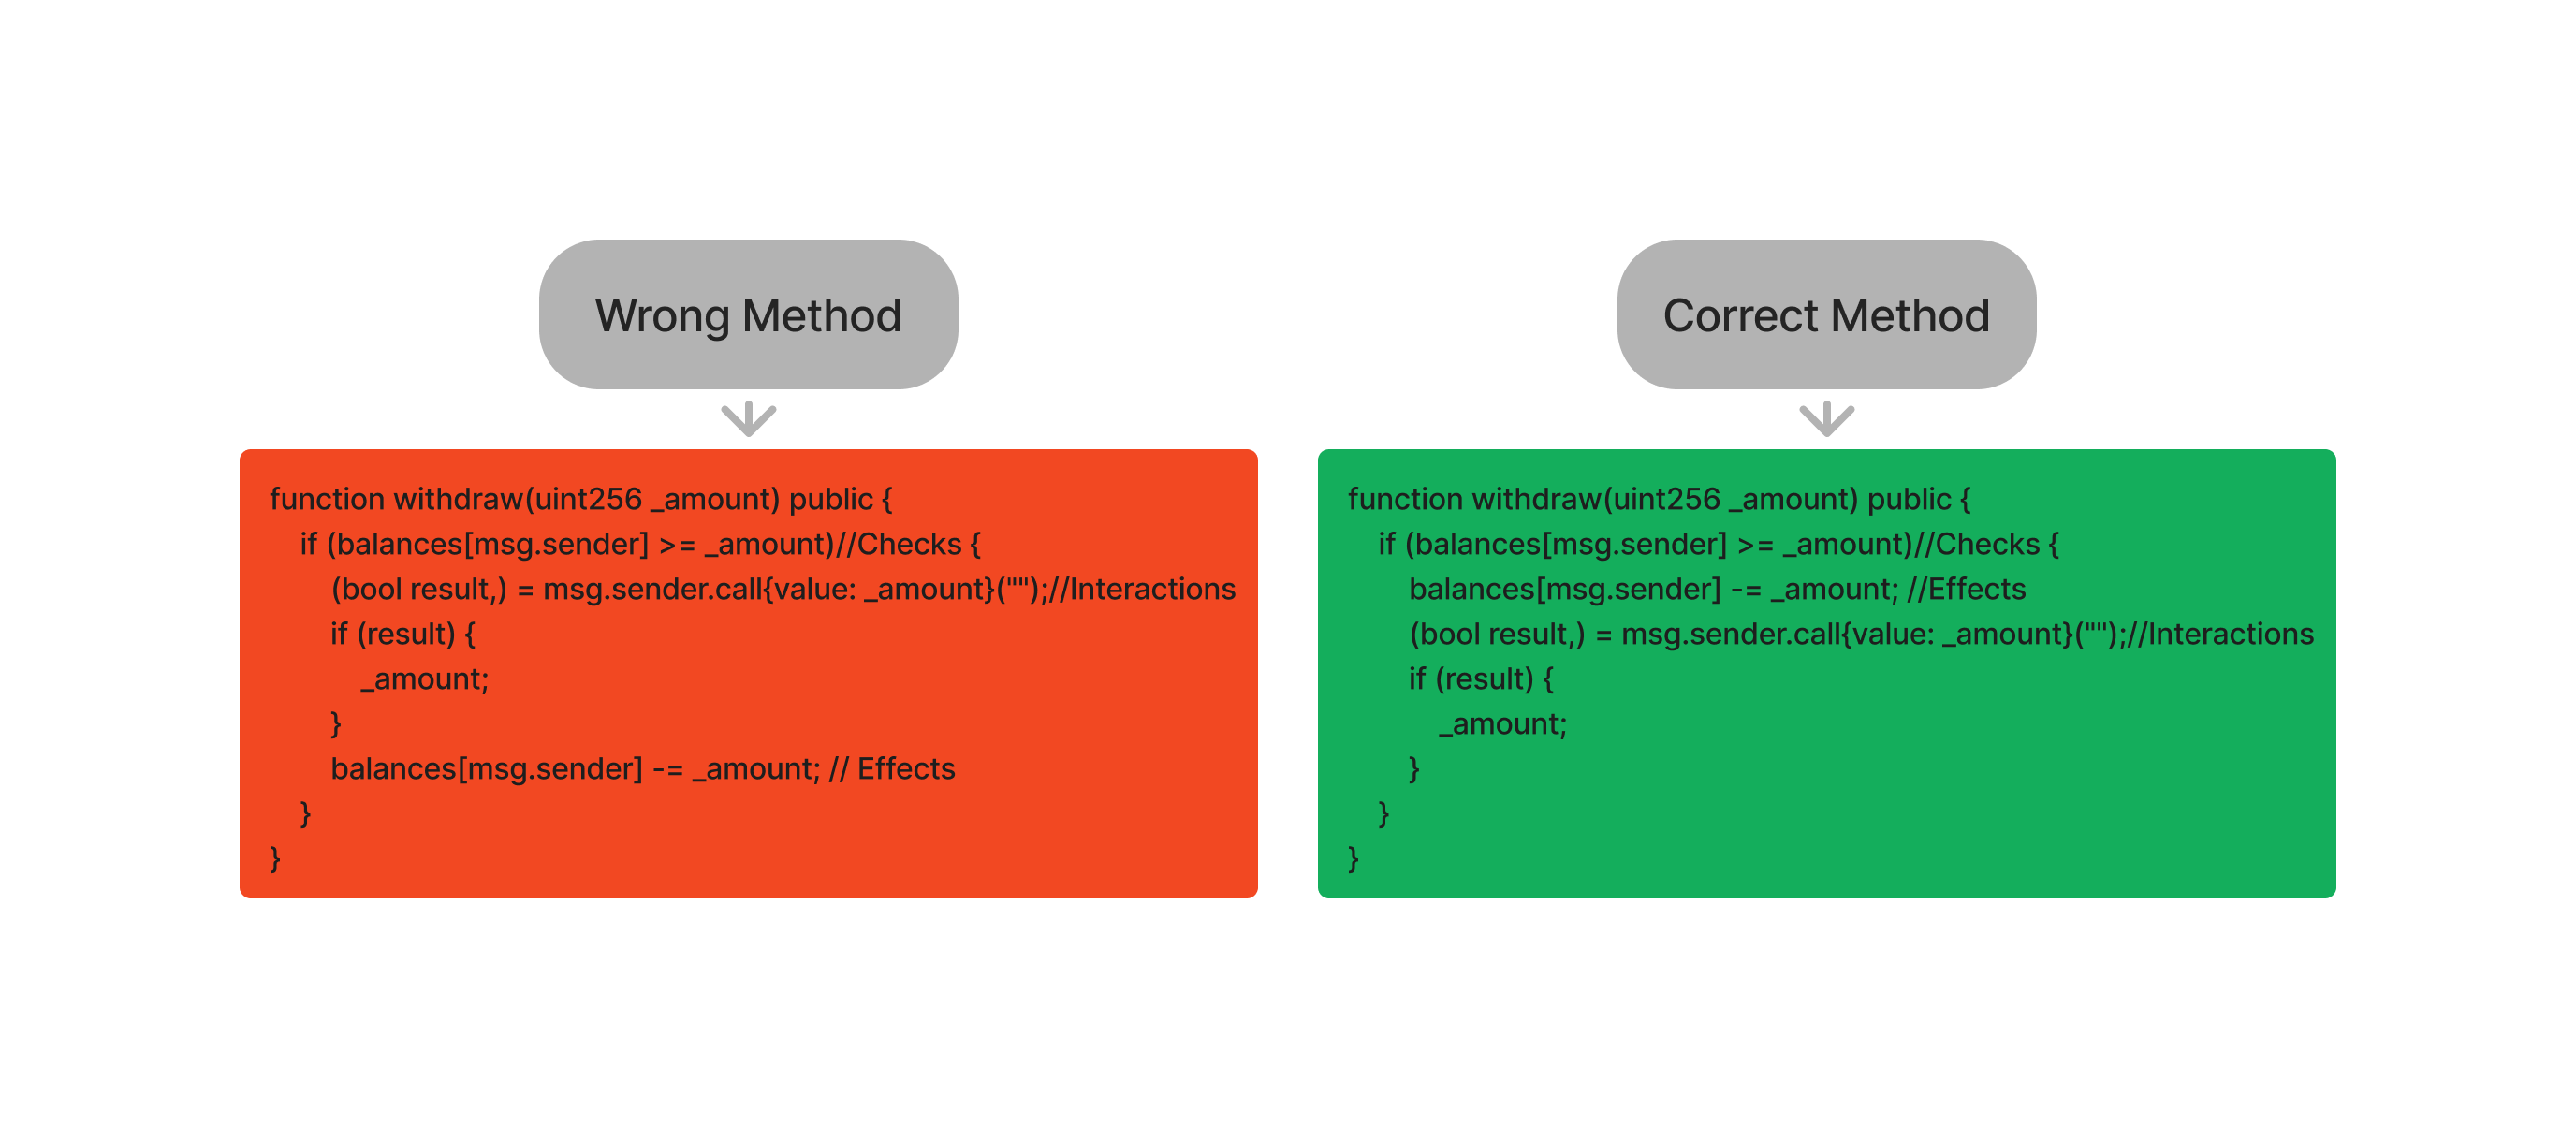 Wrong Method
function withdraw(uint256 _amount) public {
if (balances[msg.sender] >= _amount)//Checks {
(bool result,) = msg.sender.call{value: _amount}("");//Interactions
if (result) {
_amount;
}
balances[msg.sender] -= _amount; // Effects
}
}
Correct Method
function withdraw(uint256 _amount) public {
if (balances[msg.sender] >= _amount)//Checks {
balances[msg.sender] -= _amount; //Effects
(bool result,) = msg.sender.call{value: _amount}("");//Interactions
if (result) {
_amount;
}
}
}